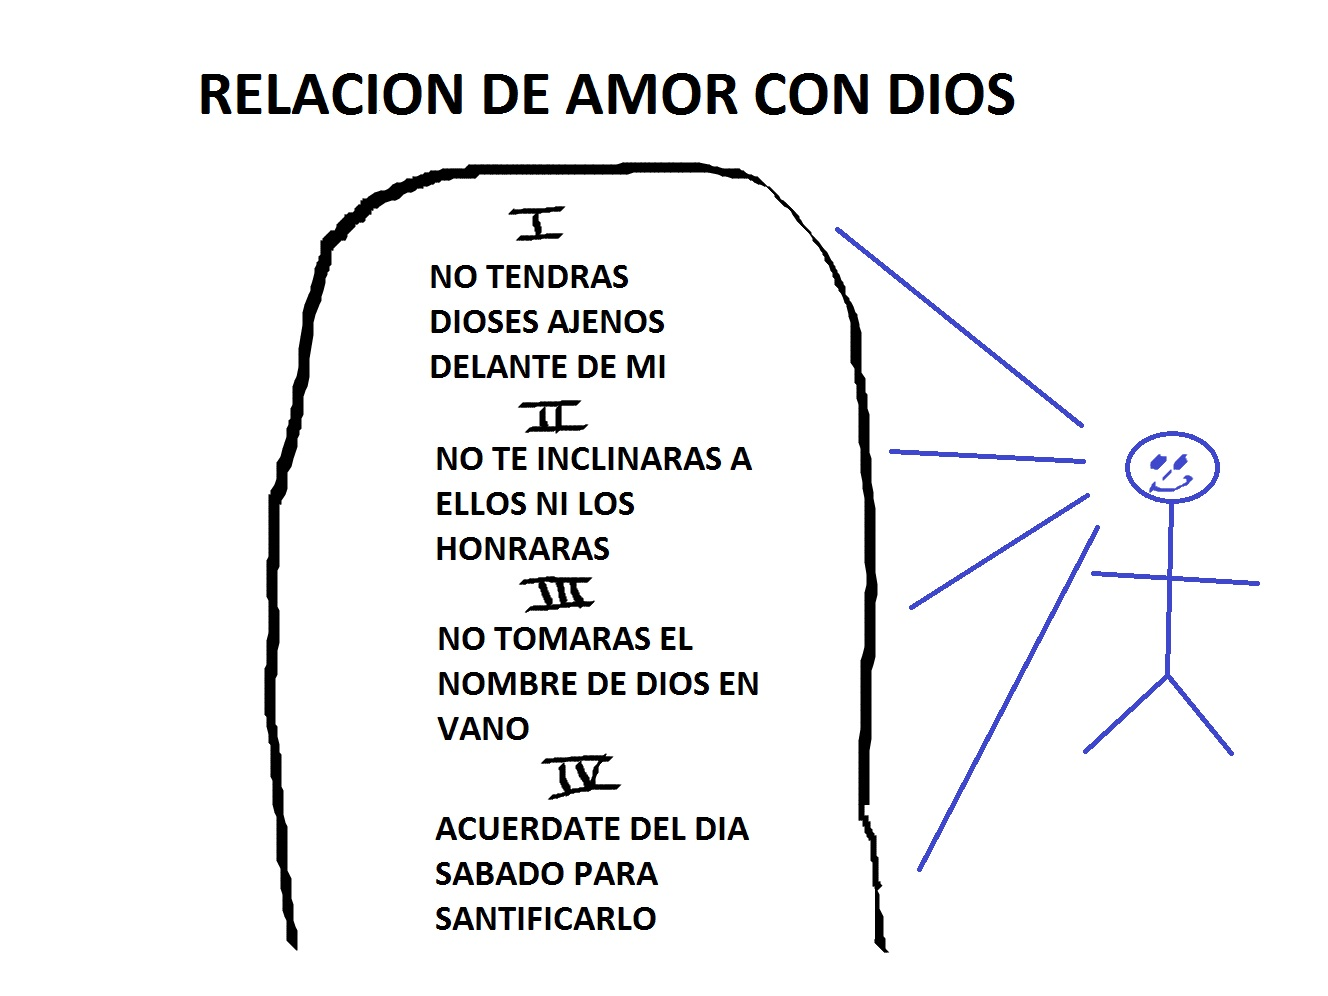 RELACION DE AMOR CON DIOS
I
NO TENDRAS
DIOSES AJENOS
DELANTE DE MI
II
NO TE INCLINARAS A
ELLOS NI LOS
HONRARAS
III
NO TOMARAS EL
NOMBRE DE DIOS EN
VANO
IV
ACUERDATE DEL DIA
SABADO PARA
SANTIFICARLO